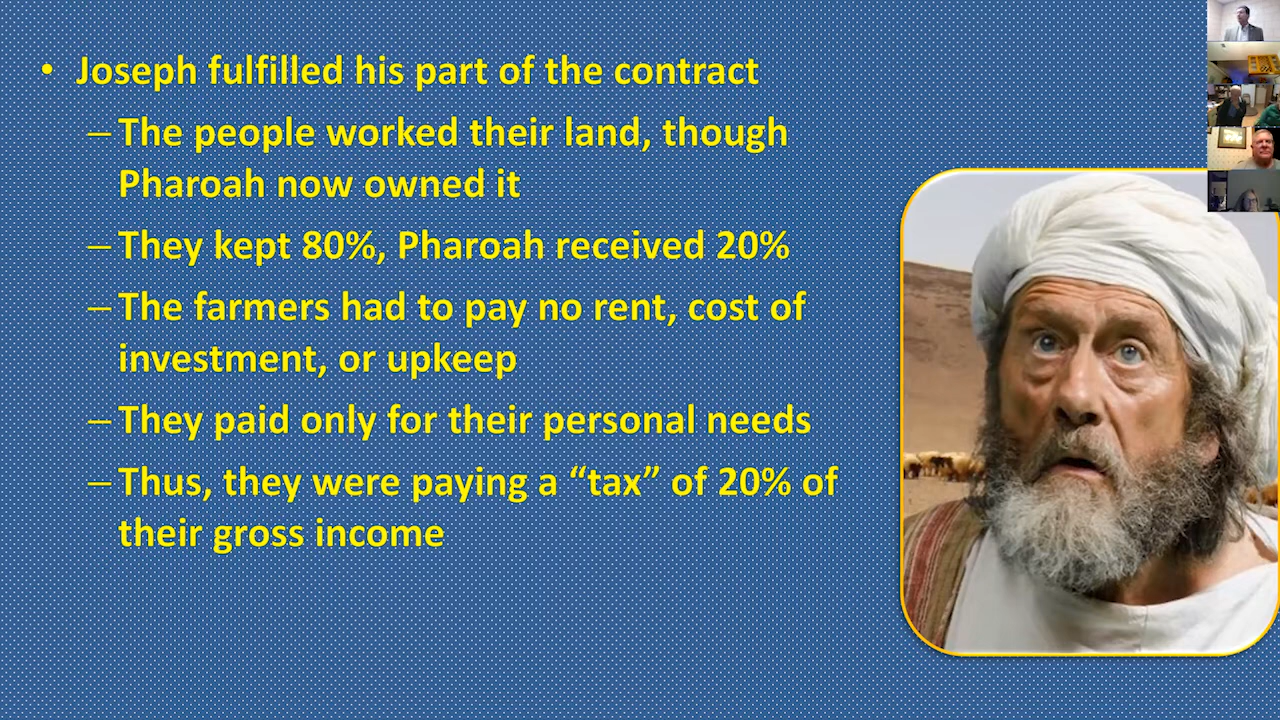 • Joseph fulfilled his part of the contract
– The people worked their land, though
Pharoah now owned it
– They kept 80%, Pharoah received 20%
– The farmers had to pay no rent, cost of
investment, or upkeep
– They paid only for their personal needs
– Thus, they were paying a “tax” of 20% of
their gross income